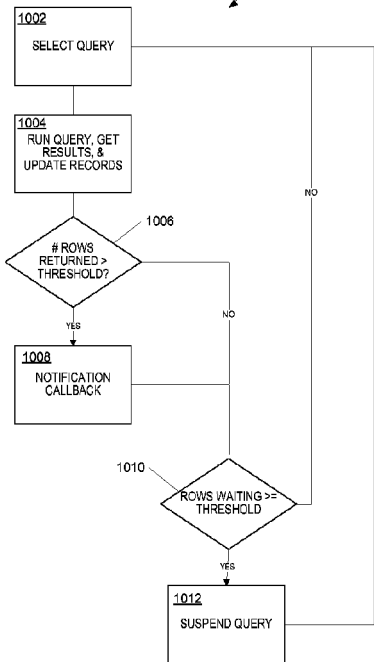 1002
SELECT QUERY
1004
RUN QUERY, GET
RESULTS, &
UPDATE RECORDS
NO
1006
# ROWS
RETURNED >
THRESHOLD?
YES
NO
1008
NOTIFICATION
CALLBACK
1010
ROWS WAITING >=
THRESHOLD
YES
1012
SUSPEND QUERY